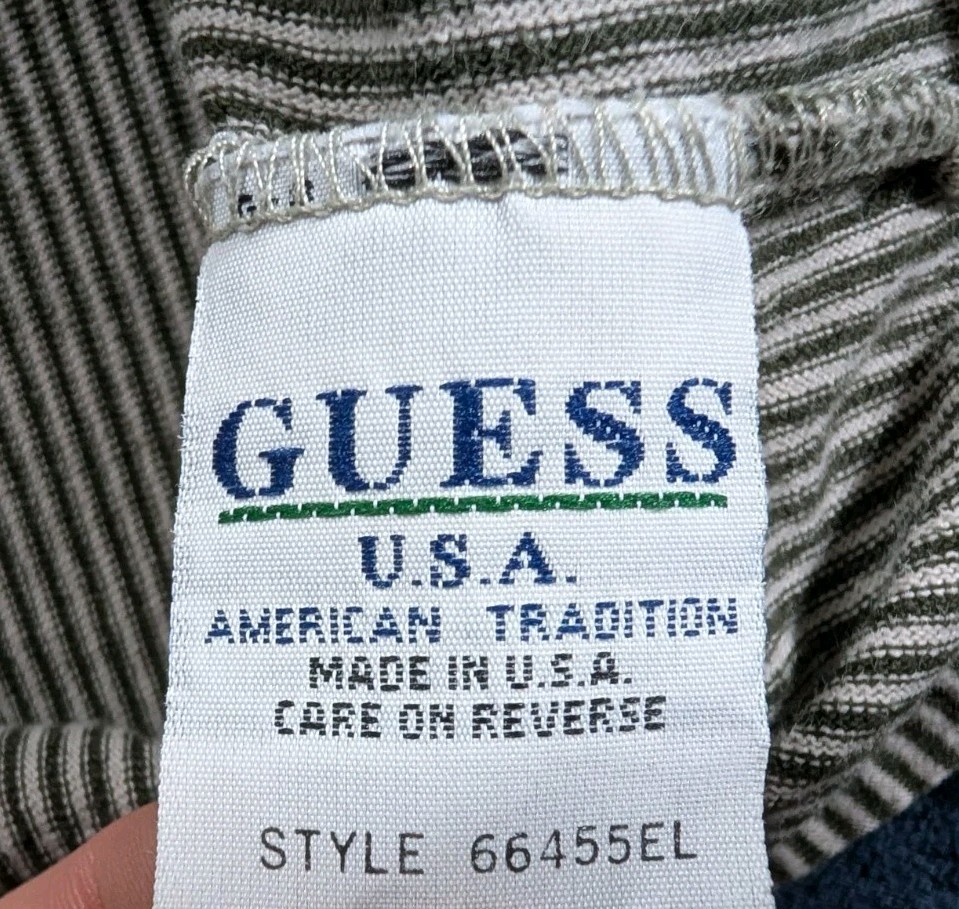 GUESS
U.S.A.
AMERICAN TRADITION
MADE IN U.S.A.
CARE ON REVERSE
STYLE 66455EL